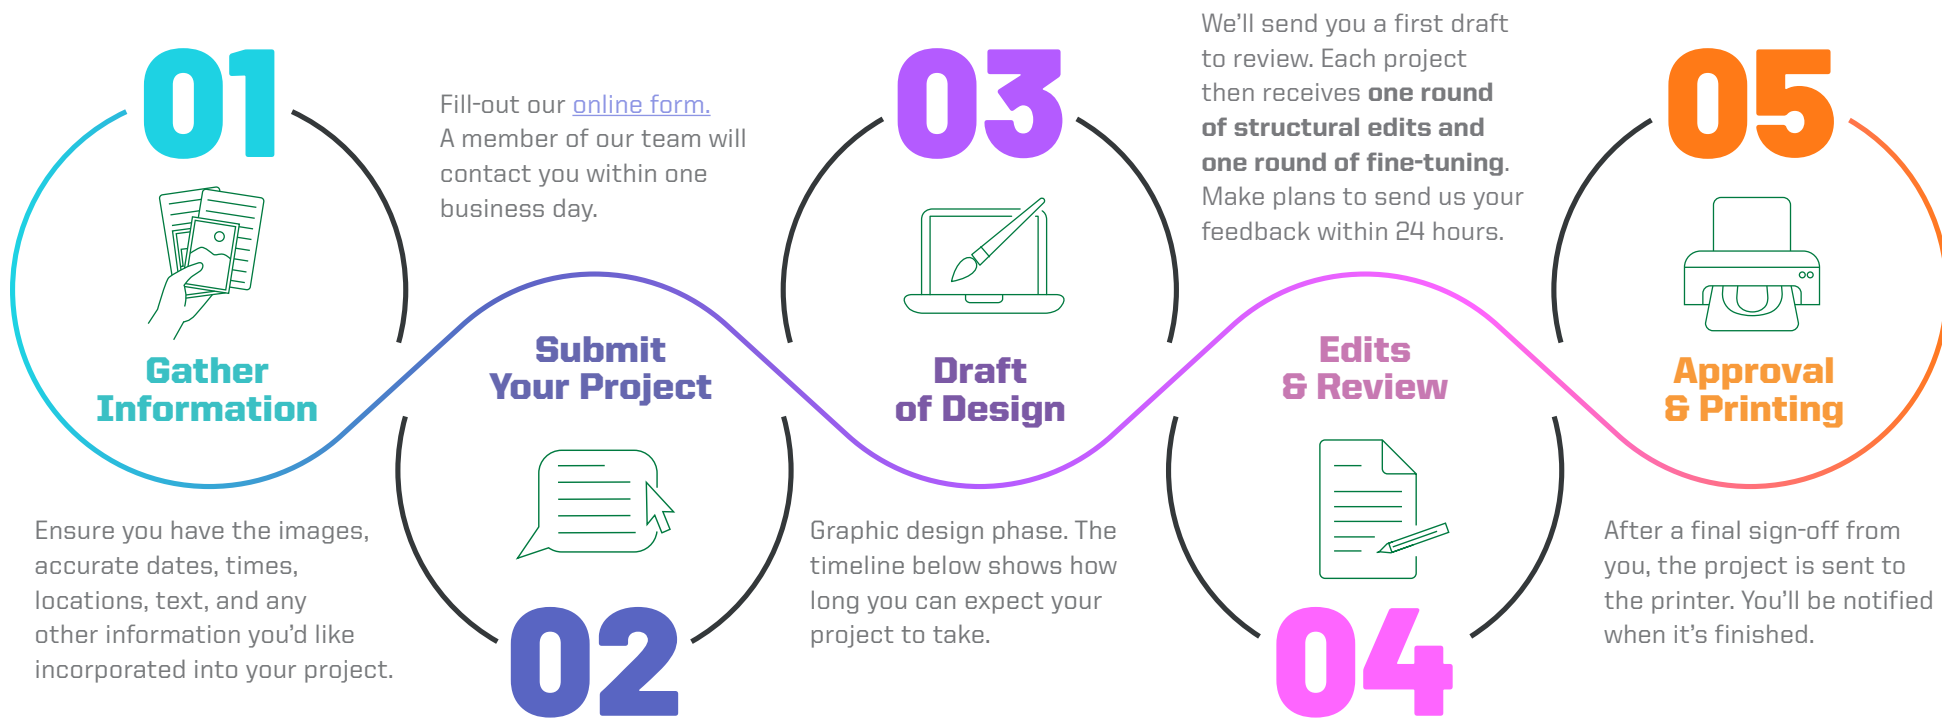 01
Gather
Information
Ensure you have the images,
accurate dates, times,
locations, text, and any
other information you'd like
incorporated into your project.
Fill-out our online form.
A member of our team will
contact you within one
business day.
Submit
Your Project
02
03
Draft
of Design
Graphic design phase. The
timeline below shows how
long you can expect your
project to take.
We'll send you a first draft
to review. Each project
then receives one round
of structural edits and
one round of fine-tuning.
Make plans to send us your
feedback within 24 hours.
Edits
& Review
04
05
Approval
& Printing
After a final sign-off from
you, the project is sent to
the printer. You'll be notified
when it's finished.